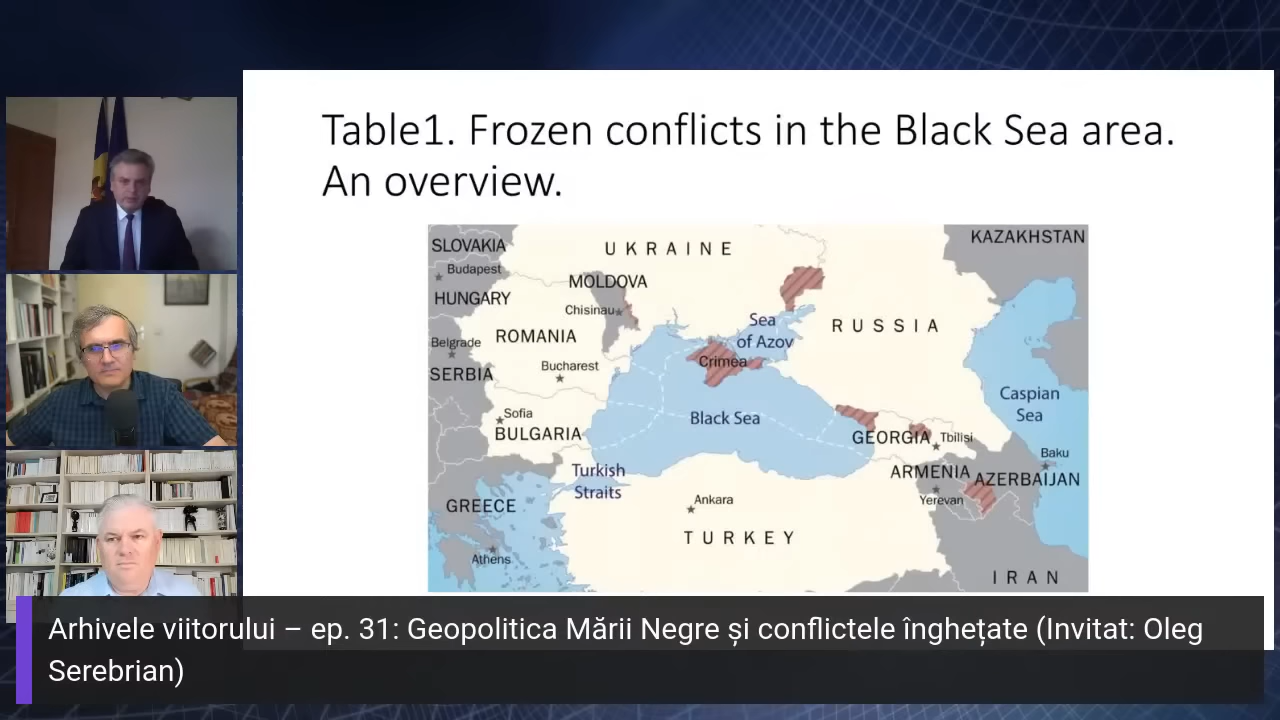 Table1. Frozen conflicts in the Black Sea area.
An overview.
SLOVAKIA
UKRAINE
KAZAKHSTAN
Budapest
MOLDOVA
HUNGARY
Chisinau
Sea
of Azov
RUSSIA
ROMANIA
Belgrade
Crimea
SERBIA
Bucharest
Caspian
Sea
Sofia
Black Sea
BULGARIA
GEORGIA
Tbilisi
Baku
Turkish
Straits
ARMENIA
AZERBAIJAN
Yerevan
GREECE
Ankara
TURKEY
Athens
IRAN
Arhivele viitorului – ep. 31: Geopolitica Mării Negre și conflictele înghețate (Invitat: Oleg
Serebrian)